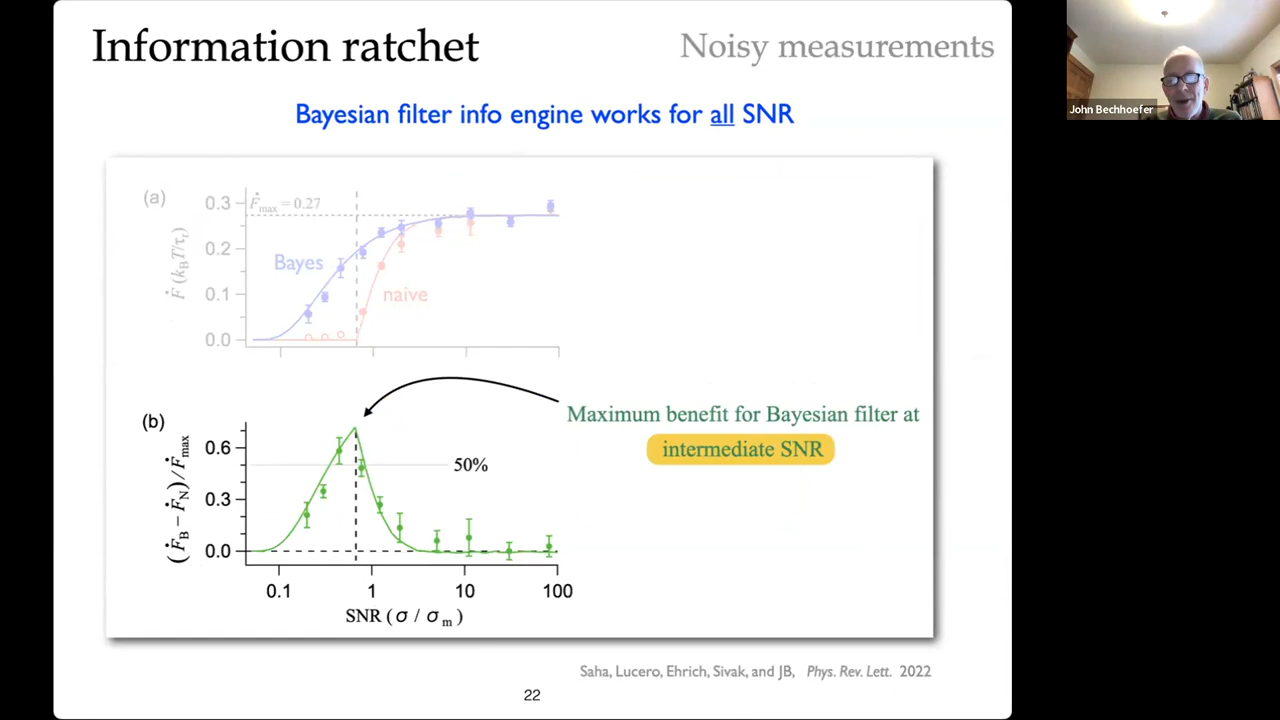 Information ratchet
Noisy measurements
John Bechhoefer
Bayesian filter info engine works for all SNR
(a)
0.3
Ḟmax = 0.27
0.2
0.1
0.0
Ḟ (kBT/τr)
Bayes
naive
(b)
0.6
0.3
0.0
(ḞB − ḞN) / Ḟmax
50%
Maximum benefit for Bayesian filter at
intermediate SNR
0.1 1 10 100
SNR (σ / σm)
Saha, Lucero, Ehrich, Sivak, and JB, Phys. Rev. Lett. 2022
22